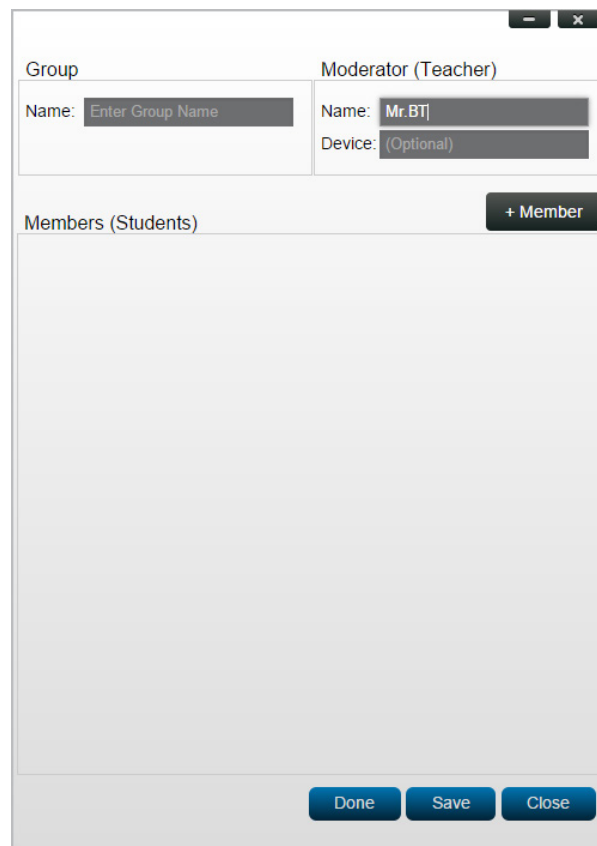 Group
Name: Enter Group Name
Moderator (Teacher)
Name: Mr.BT
Device: (Optional)
Members (Students)
+ Member
Done Save Close